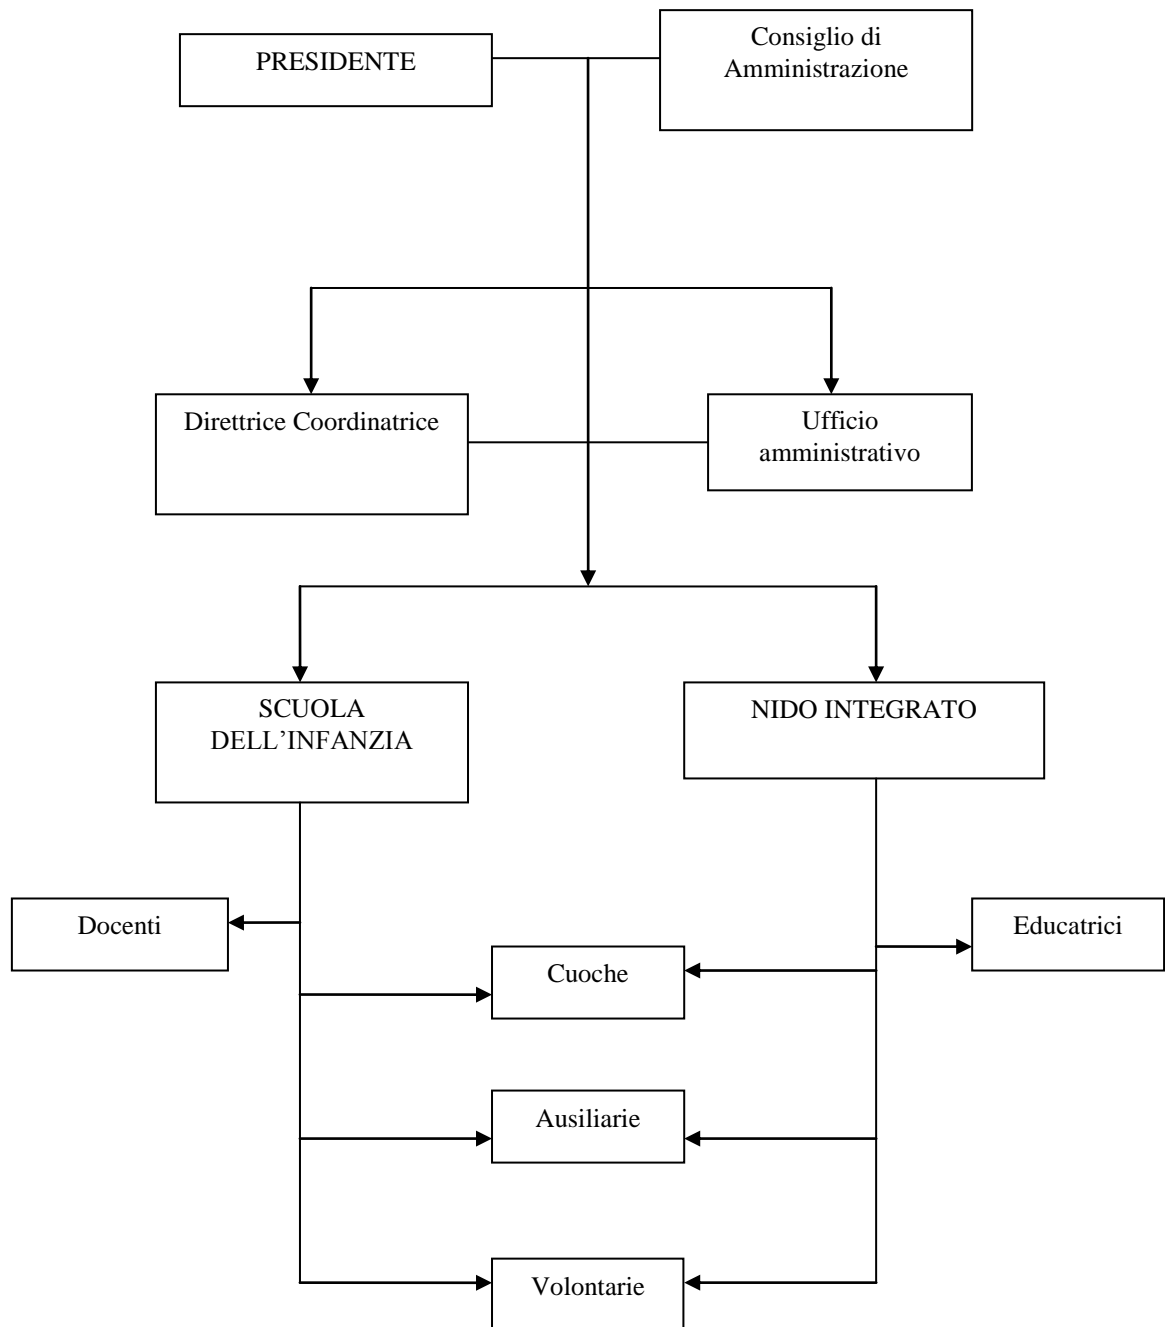 PRESIDENTE
Consiglio di
Amministrazione
Direttrice Coordinatrice
Ufficio
amministrativo
SCUOLA
DELL’INFANZIA
NIDO INTEGRATO
Docenti
Educatrici
Cuoche
Ausiliarie
Volontarie